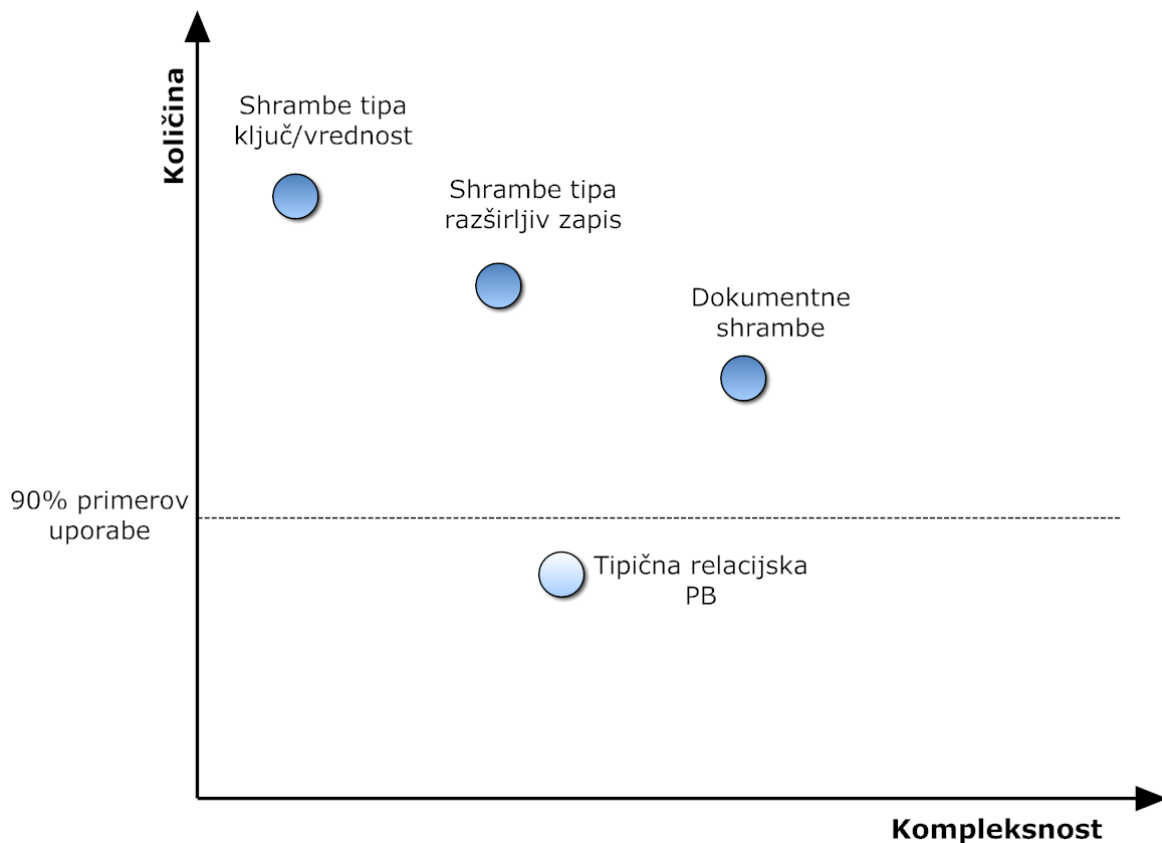 Količina
Shrambe tipa
ključ/vrednost
Shrambe tipa
razširljiv zapis
Dokumentne
shrambe
90% primerov
uporabe
Tipična relacijska
PB
Kompleksnost